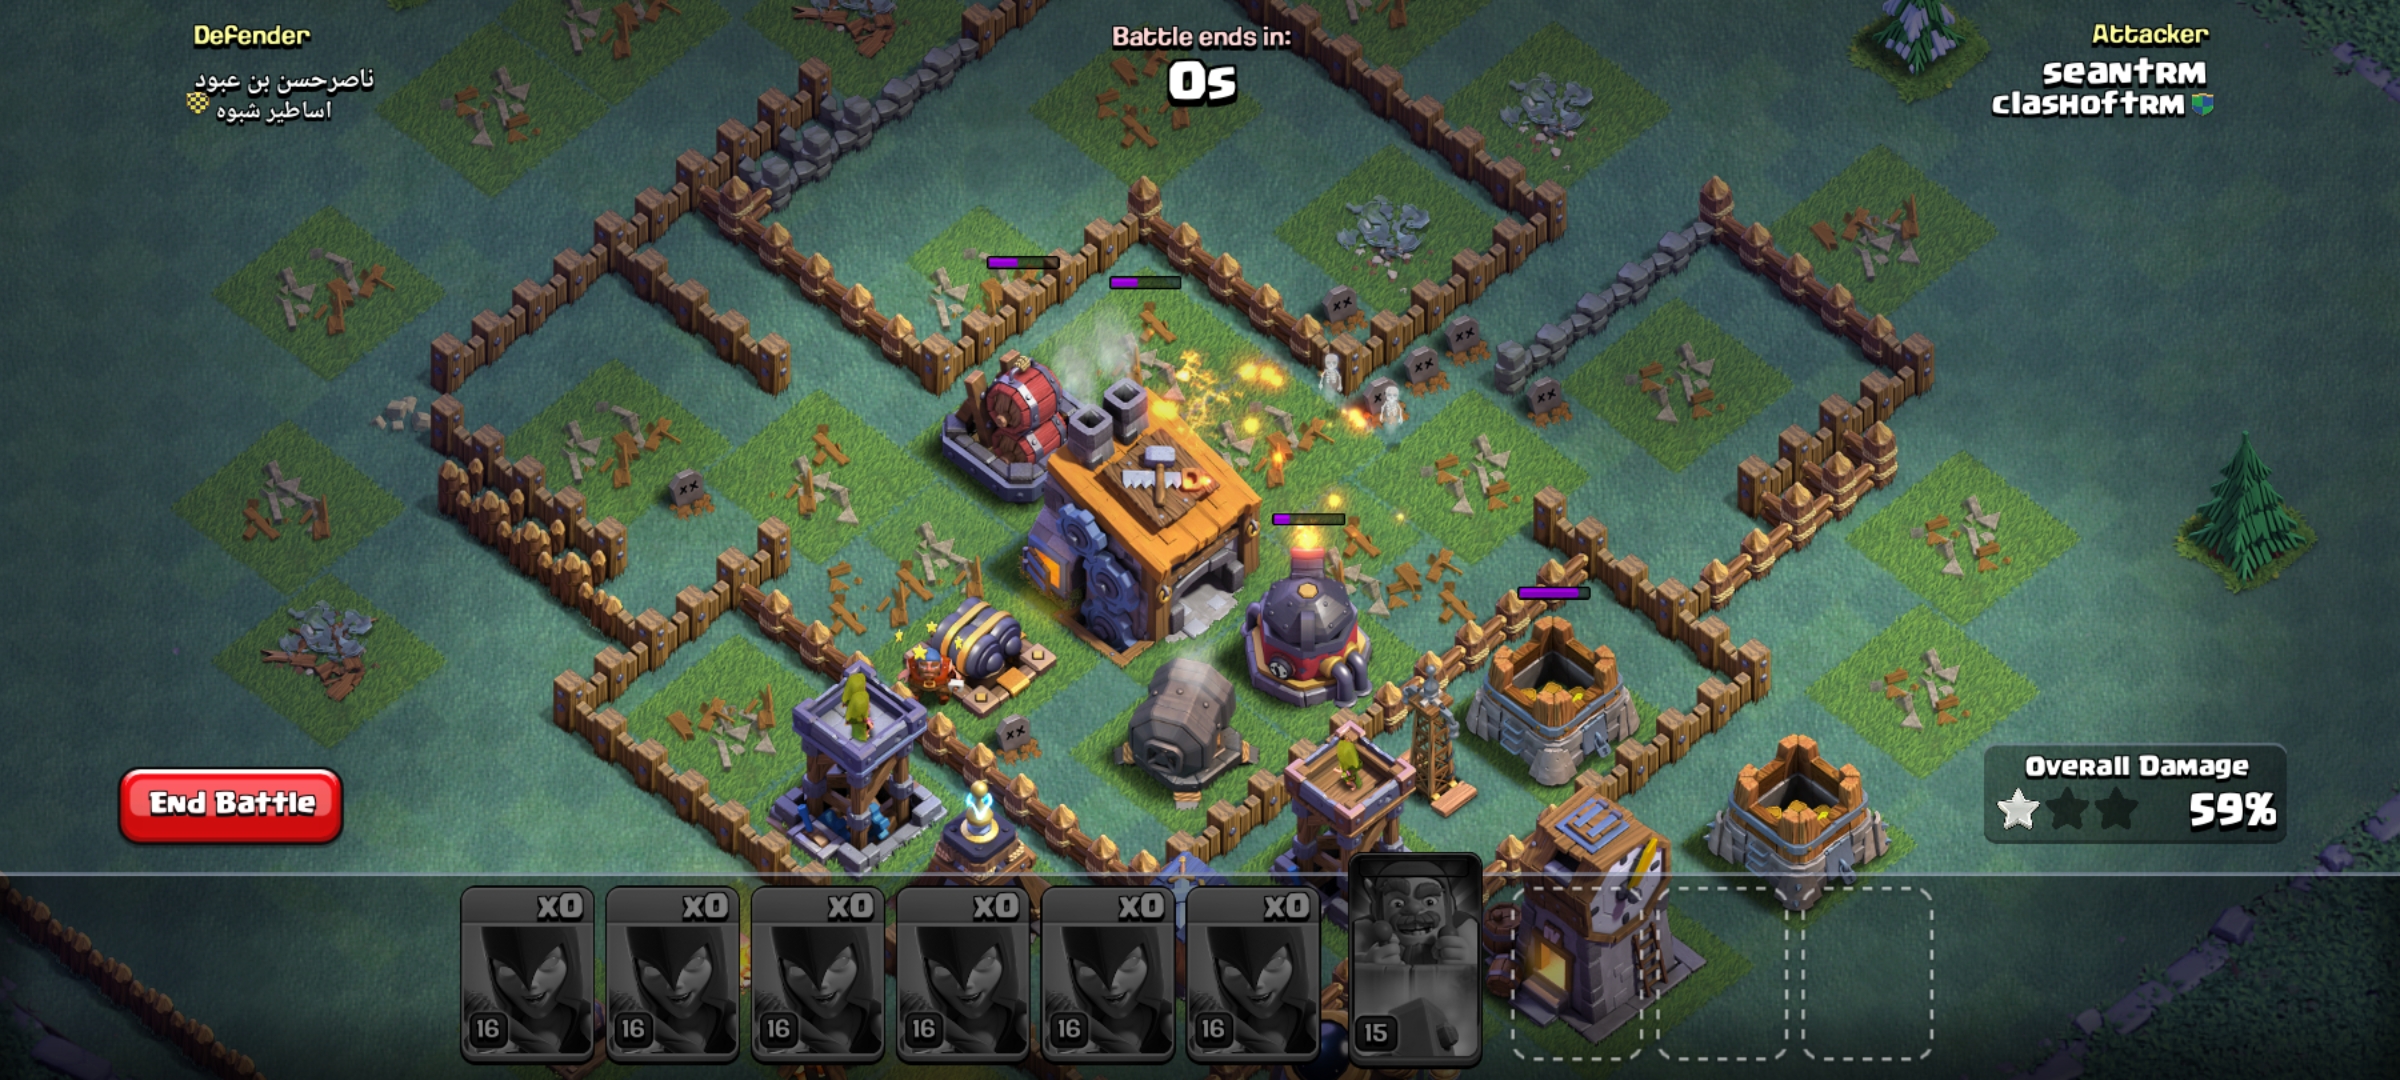 Defender
ناصرحسن بن عبود
اساطير شبوه
Battle ends in:
0s
Attacker
seantRM
clashoftRM
End Battle
Overall Damage
59%
x0
x0
x0
x0
x0
x0
16
16
16
16
16
16
15